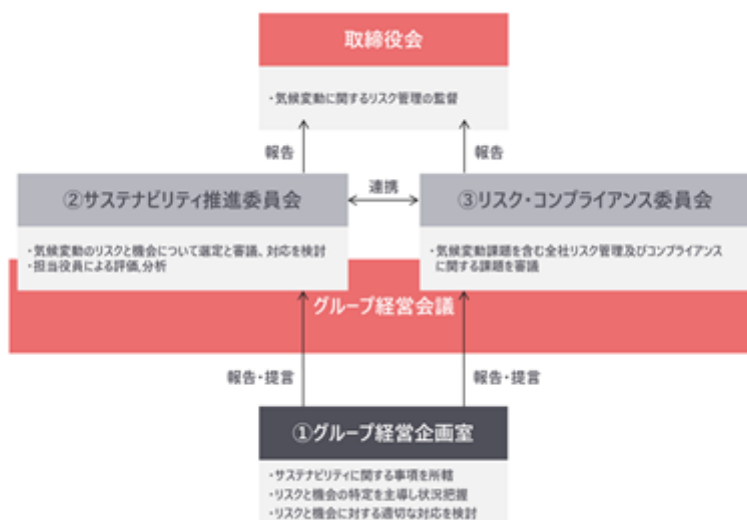 取締役会
・気候変動に関するリスク管理の監督
報告
報告
②サステナビリティ推進委員会
連携
③リスク・コンプライアンス委員会
・気候変動のリスクと機会について選定と審議、対応を検討
・担当役員による評価,分析
・気候変動課題を含む全社リスク管理及びコンプライアンス
に関する課題を審議
グループ経営会議
報告・提言
報告・提言
①グループ経営企画室
・サステナビリティに関する事項を所轄
・リスクと機会の特定を主導し状況把握
・リスクと機会に対する適切な対応を検討